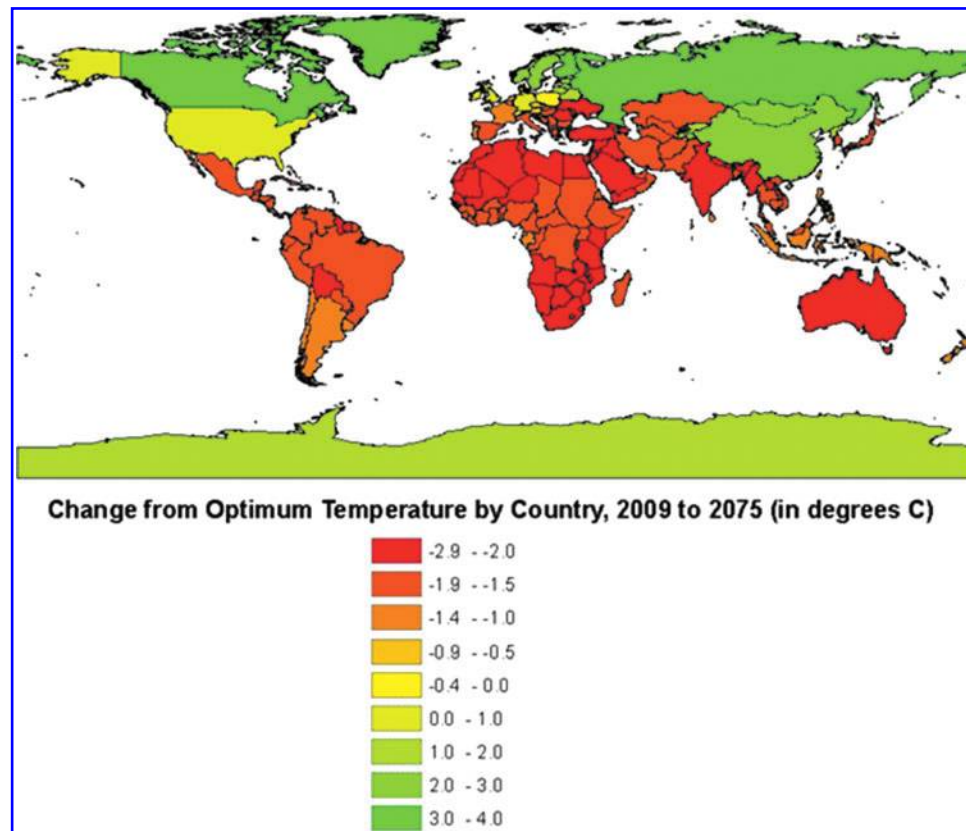 Change from Optimum Temperature by Country, 2009 to 2075 (in degrees C)
-2.9 - -2.0
-1.9 - -1.5
-1.4 - -1.0
-0.9 - -0.5
-0.4 - 0.0
0.0 - 1.0
1.0 - 2.0
2.0 - 3.0
3.0 - 4.0